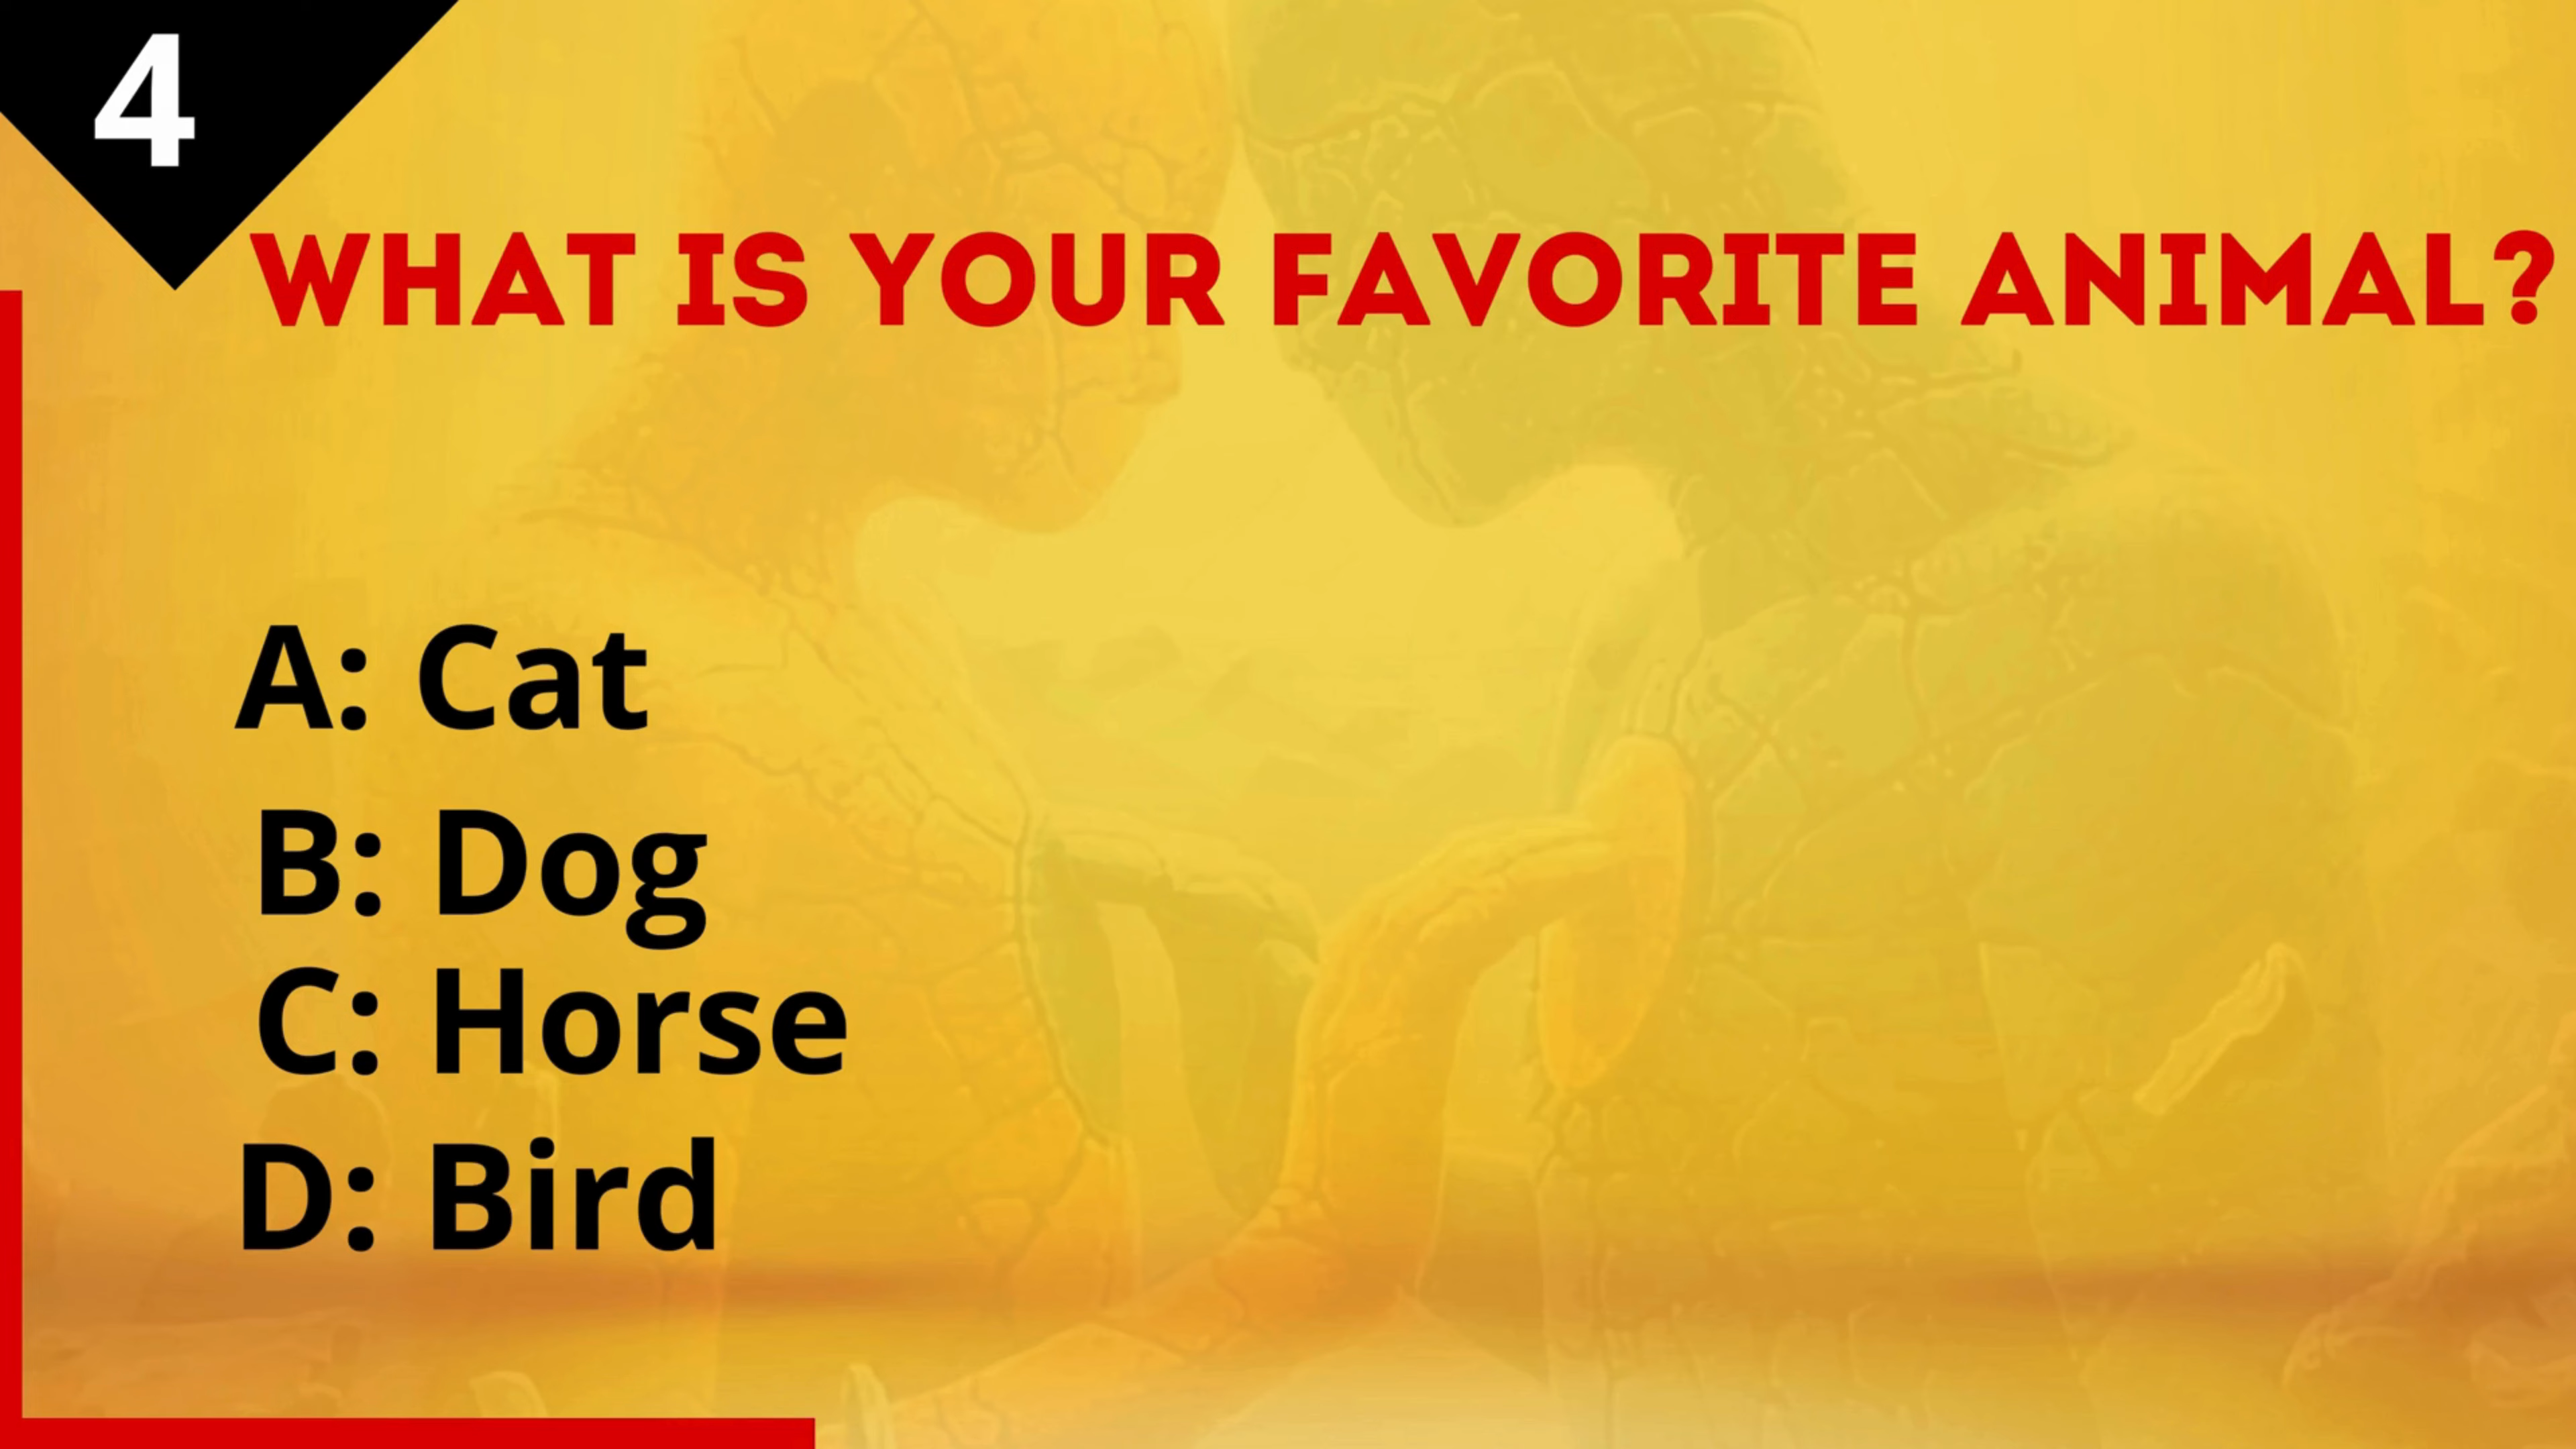 4
WHAT IS YOUR FAVORITE ANIMAL?
A: Cat
B: Dog
C: Horse
D: Bird